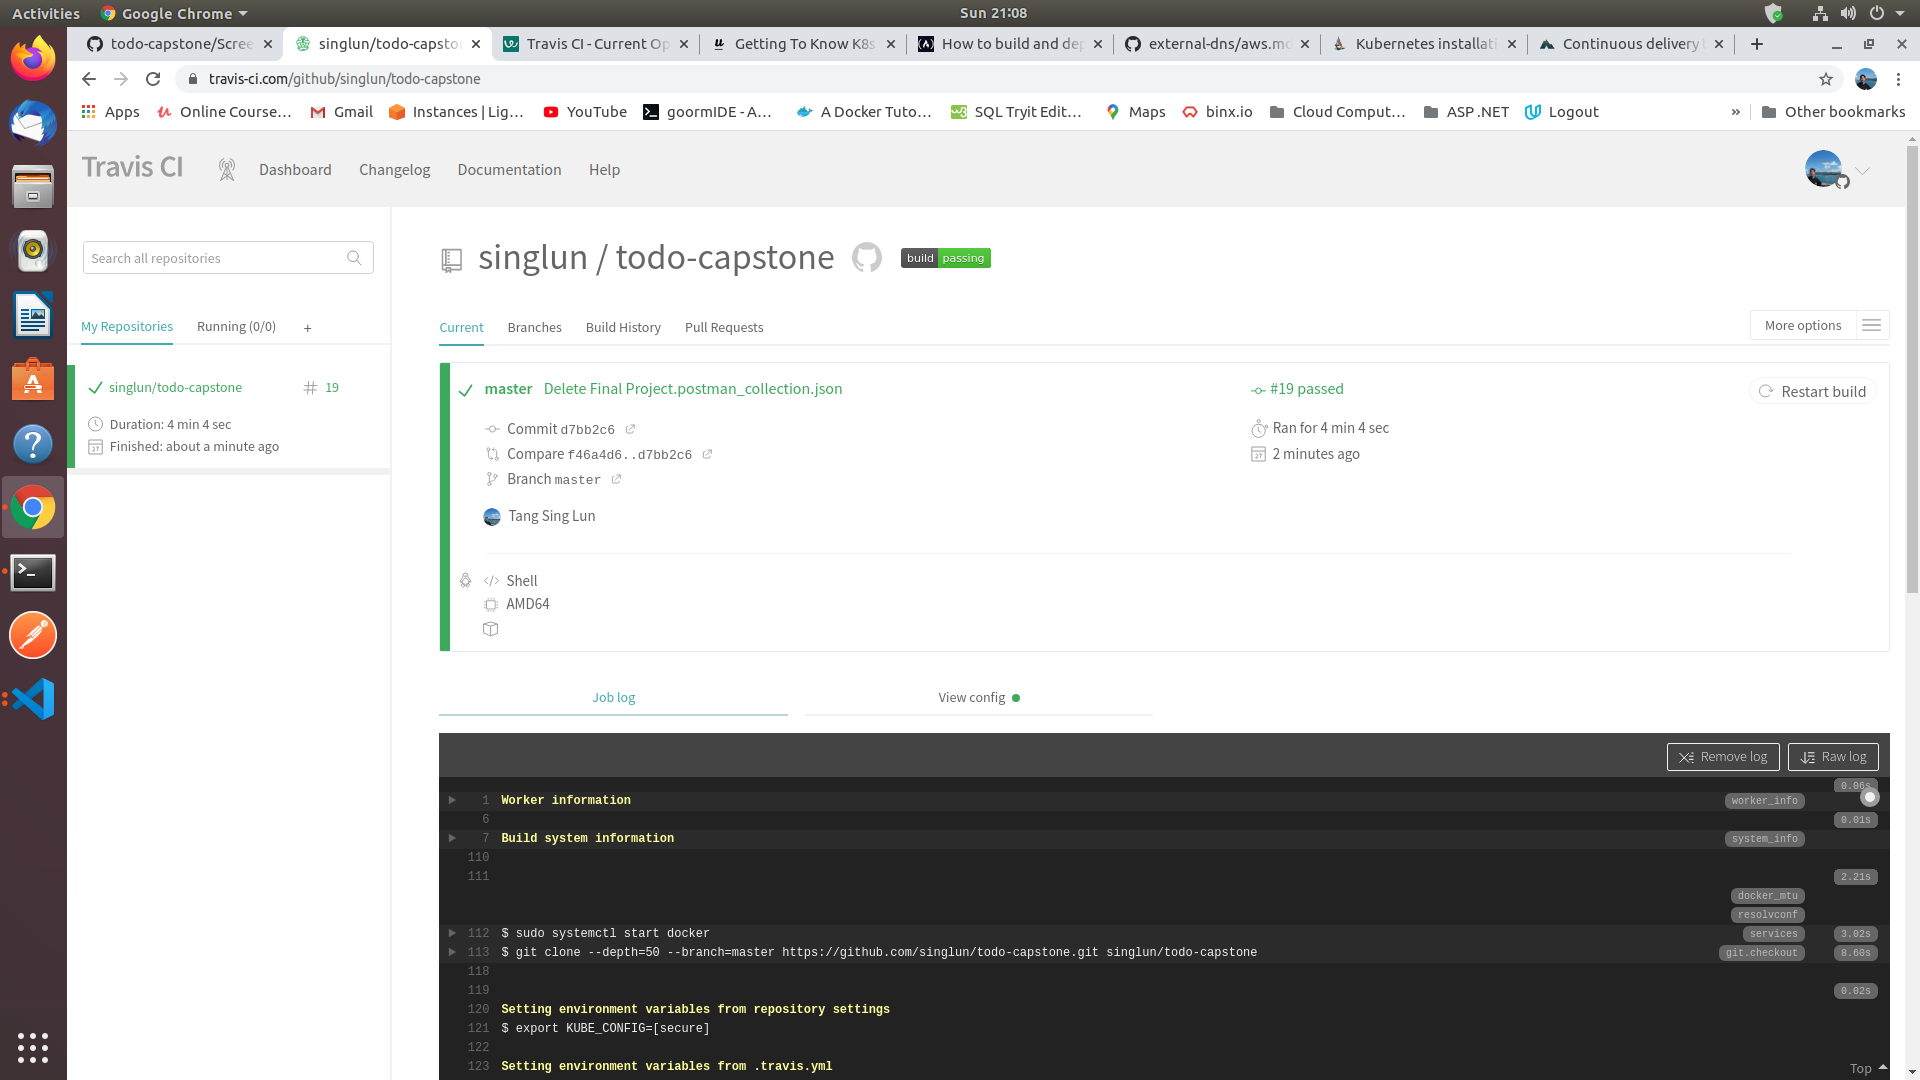 Activities
Google Chrome
Sun 21:08
todo-capstone/Scree
singlun/todo-capsto
Travis CI - Current Op
Getting To Know K8s
How to build and dep
external-dns/aws.md
Kubernetes installati
Continuous delivery
travis-ci.com/github/singlun/todo-capstone
Apps
Online Course…
Gmail
Instances | Lig…
YouTube
goormIDE - A…
A Docker Tuto…
SQL Tryit Edit…
Maps
binx.io
Cloud Comput…
ASP .NET
Logout
»
Other bookmarks
Travis CI
Dashboard
Changelog
Documentation
Help
Search all repositories
My Repositories
Running (0/0)
+
singlun/todo-capstone
# 19
Duration: 4 min 4 sec
Finished: about a minute ago
singlun / todo-capstone
build passing
Current
Branches
Build History
Pull Requests
More options
master Delete Final Project.postman_collection.json
#19 passed
Restart build
Commit d7bb2c6
Ran for 4 min 4 sec
Compare f46a4d6..d7bb2c6
2 minutes ago
Branch master
Tang Sing Lun
Shell
AMD64
Job log
View config
Remove log
Raw log
0.06s
1 Worker information worker_info
6 0.01s
7 Build system information system_info
110
111 2.21s
docker_mtu
resolvconf
112 $ sudo systemctl start docker services 3.02s
113 $ git clone --depth=50 --branch=master https://github.com/singlun/todo-capstone.git singlun/todo-capstone git.checkout 8.60s
118
119 0.02s
120 Setting environment variables from repository settings
121 $ export KUBE_CONFIG=[secure]
122
123 Setting environment variables from .travis.yml
Top